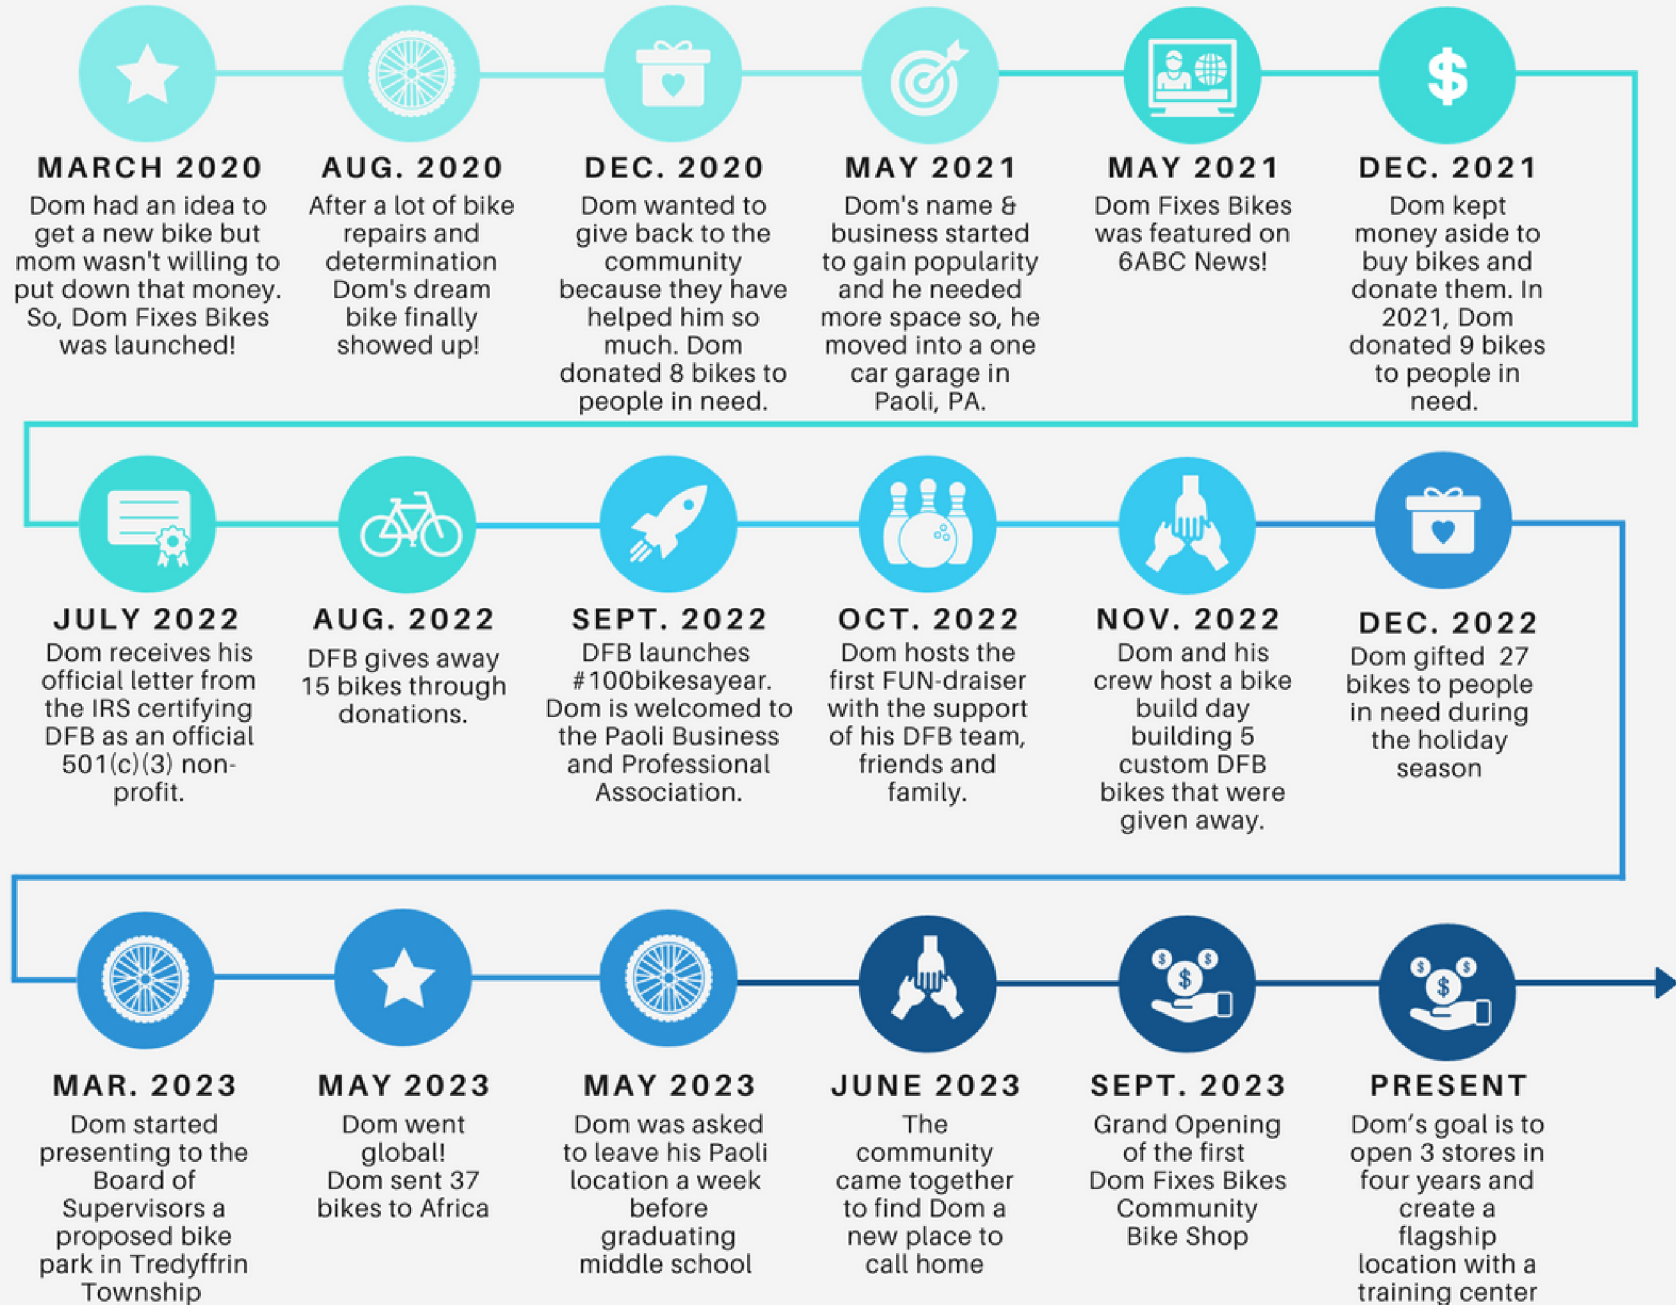 MARCH 2020
Dom had an idea to
get a new bike but
mom wasn't willing to
put down that money.
So, Dom Fixes Bikes
was launched!
AUG. 2020
After a lot of bike
repairs and
determination
Dom's dream
bike finally
showed up!
DEC. 2020
Dom wanted to
give back to the
community
because they have
helped him so
much. Dom
donated 8 bikes to
people in need.
MAY 2021
Dom's name &
business started
to gain popularity
and he needed
more space so, he
moved into a one
car garage in
Paoli, PA.
MAY 2021
Dom Fixes Bikes
was featured on
6ABC News!
$
DEC. 2021
Dom kept
money aside to
buy bikes and
donate them. In
2021, Dom
donated 9 bikes
to people in
need.
JULY 2022
Dom receives his
official letter from
the IRS certifying
DFB as an official
501(c)(3) non-
profit.
AUG. 2022
DFB gives away
15 bikes through
donations.
SEPT. 2022
DFB launches
#100bikesayear.
Dom is welcomed to
the Paoli Business
and Professional
Association.
OCT. 2022
Dom hosts the
first FUN-draiser
with the support
of his DFB team,
friends and
family.
NOV. 2022
Dom and his
crew host a bike
build day
building 5
custom DFB
bikes that were
given away.
DEC. 2022
Dom gifted 27
bikes to people
in need during
the holiday
season
MAR. 2023
Dom started
presenting to the
Board of
Supervisors a
proposed bike
park in Tredyffrin
Township
MAY 2023
Dom went
global!
Dom sent 37
bikes to Africa
MAY 2023
Dom was asked
to leave his Paoli
location a week
before
graduating
middle school
JUNE 2023
The
community
came together
to find Dom a
new place to
call home
$ $ $
SEPT. 2023
Grand Opening
of the first
Dom Fixes Bikes
Community
Bike Shop
$ $ $
PRESENT
Dom's goal is to
open 3 stores in
four years and
create a
flagship
location with a
training center